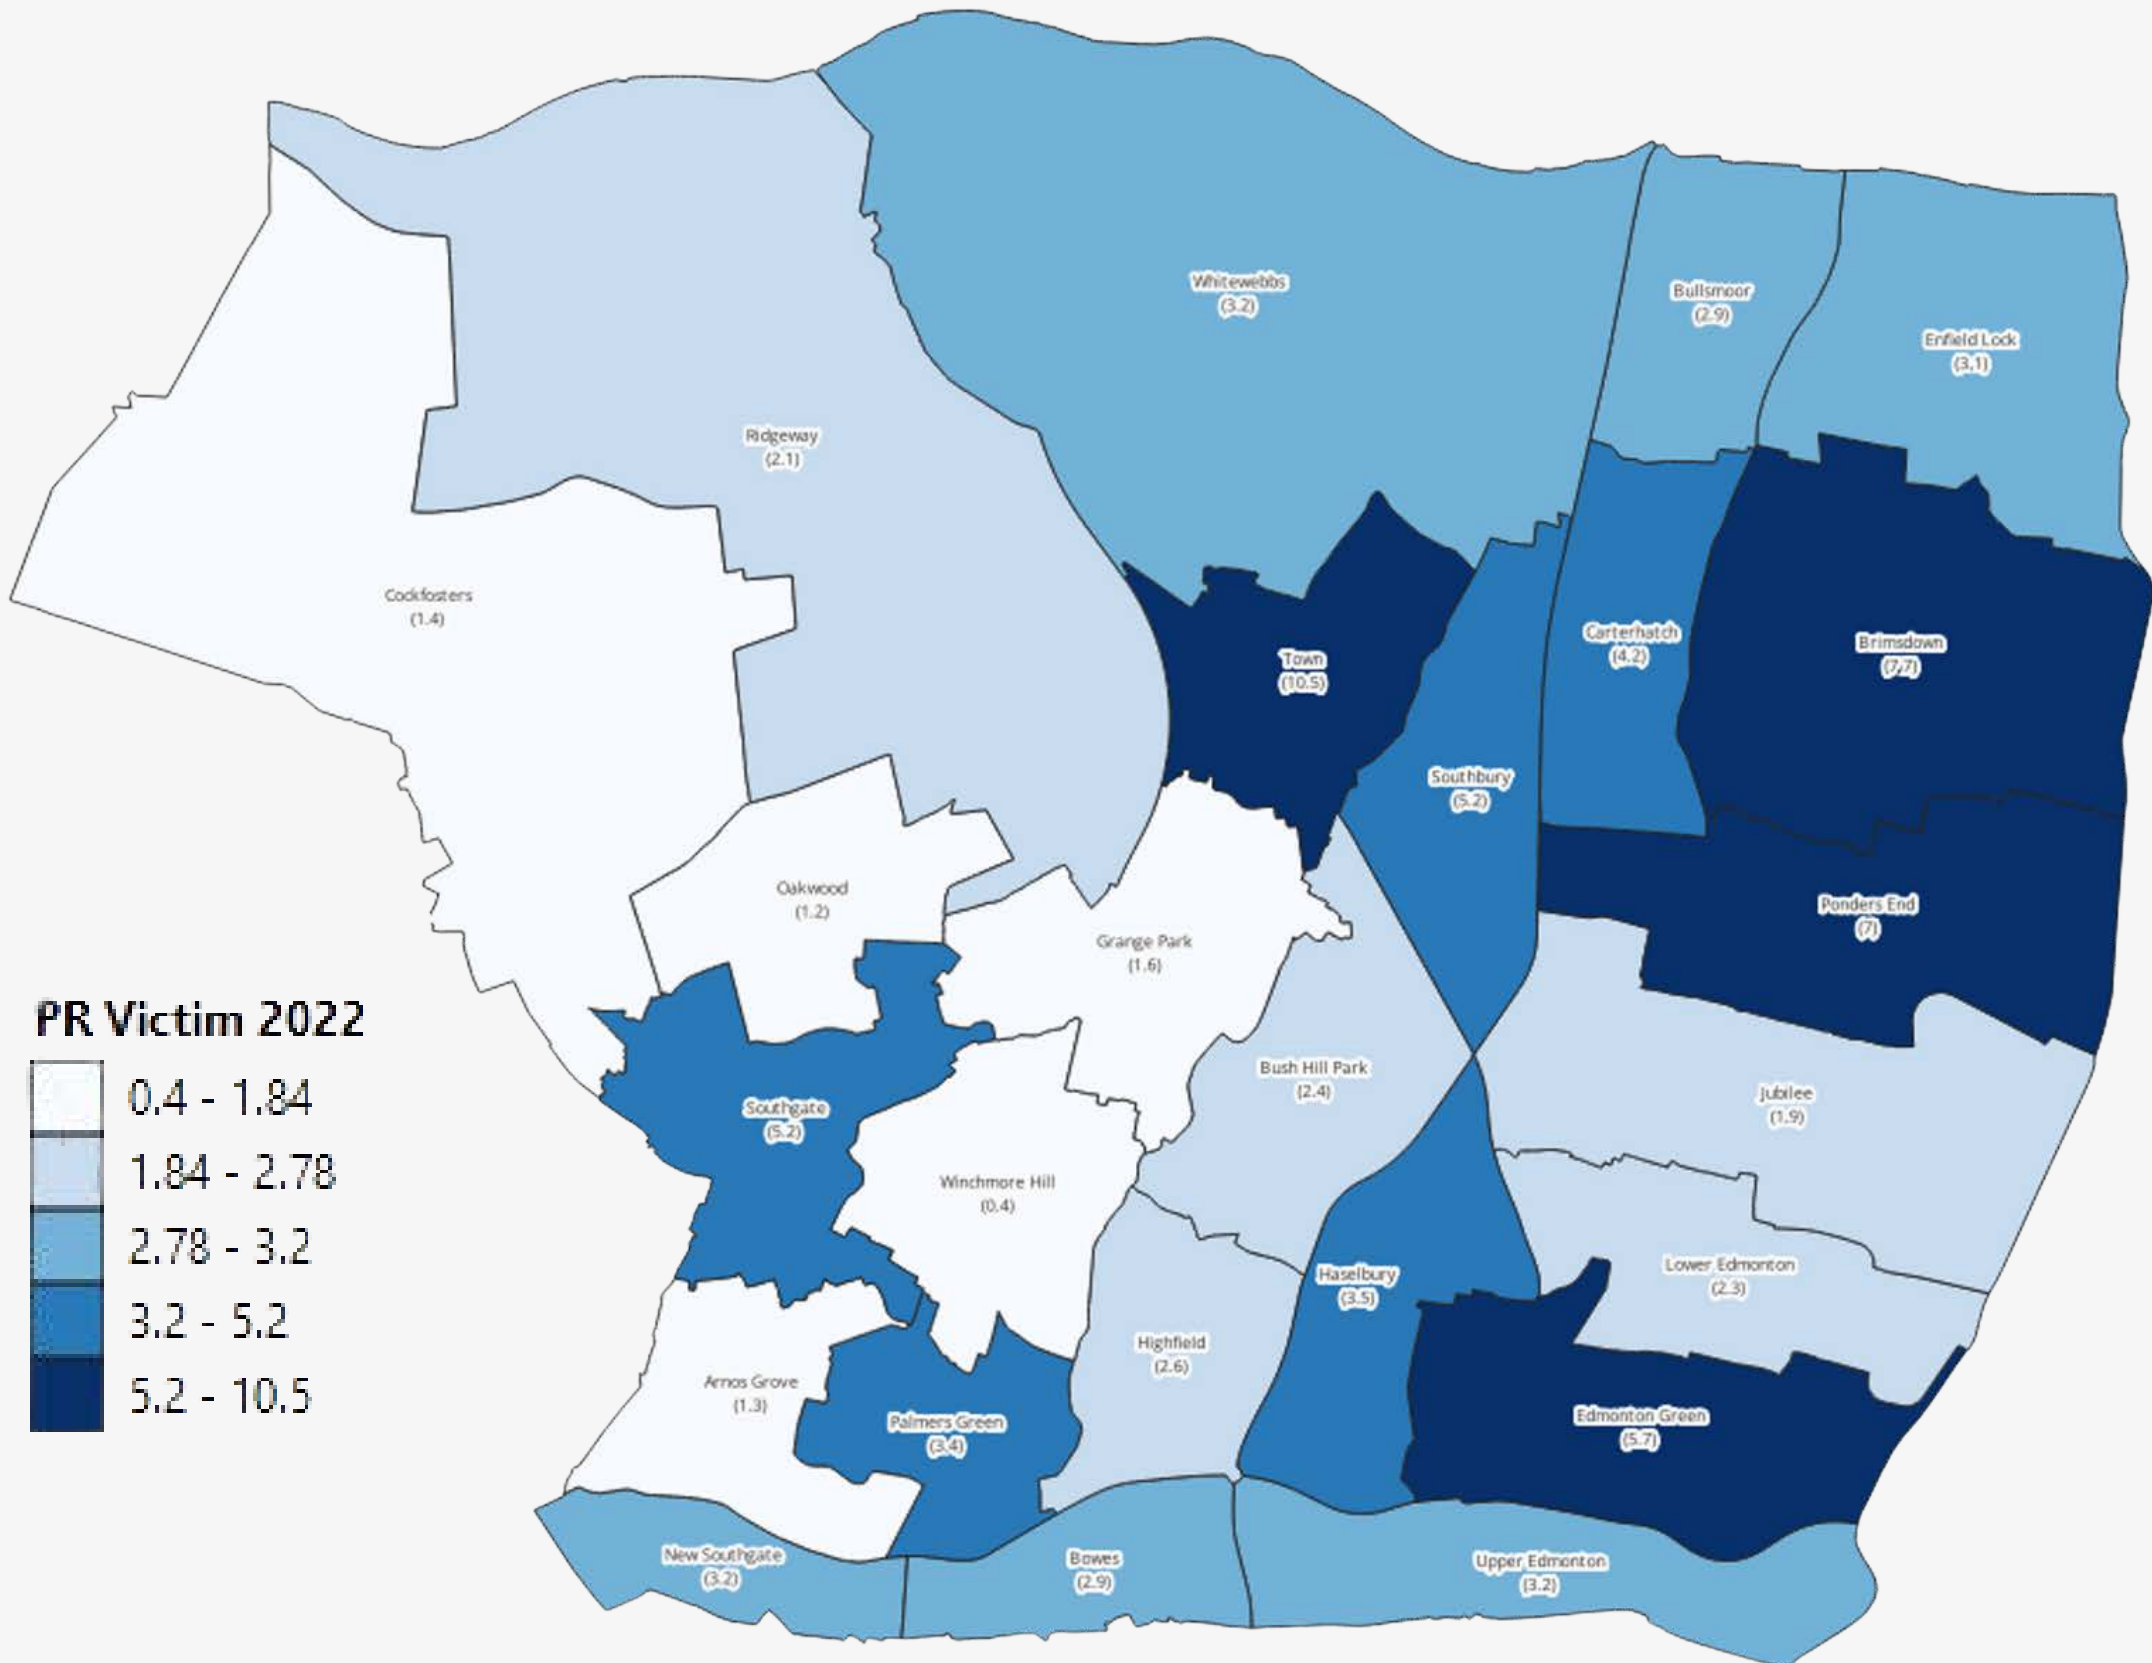 Whitewebbs
(3.2)
Bullsmoor
(2.9)
Enfield Lock
(3.1)
Ridgeway
(2.1)
Cockfosters
(1.4)
Town
(10.5)
Carterhatch
(4.2)
Brimsdown
(7.7)
Southbury
(5.2)
Oakwood
(1.2)
Grange Park
(1.6)
Ponders End
(7)
Bush Hill Park
(2.4)
Jubilee
(1.9)
Southgate
(5.2)
Winchmore Hill
(0.4)
Haselbury
(3.5)
Lower Edmonton
(2.3)
Highfield
(2.6)
Arnos Grove
(1.3)
Palmers Green
(3.4)
Edmonton Green
(5.7)
New Southgate
(3.2)
Bowes
(2.9)
Upper Edmonton
(3.2)
PR Victim 2022
0.4 - 1.84
1.84 - 2.78
2.78 - 3.2
3.2 - 5.2
5.2 - 10.5